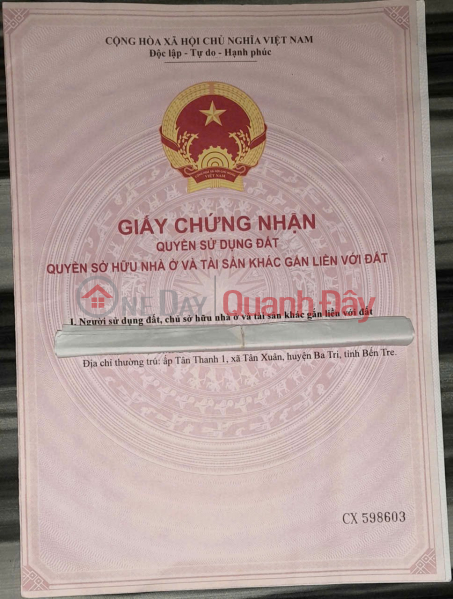 CỘNG HÒA XÃ HỘI CHỦ NGHĨA VIỆT NAM
Độc lập - Tự do - Hạnh phúc
VIỆT NAM
GIẤY CHỨNG NHẬN
QUYỀN SỬ DỤNG ĐẤT
QUYỀN SỞ HỮU NHÀ Ở VÀ TÀI SẢN KHÁC GẮN LIỀN VỚI ĐẤT
ONEDAY Quanh Đây
I. Người sử dụng đất, chủ sở hữu nhà ở và tài sản khác gắn liền với đất
Địa chỉ thường trú: ấp Tân Thanh 1, xã Tân Xuân, huyện Ba Tri, tỉnh Bến Tre.
CX 598603